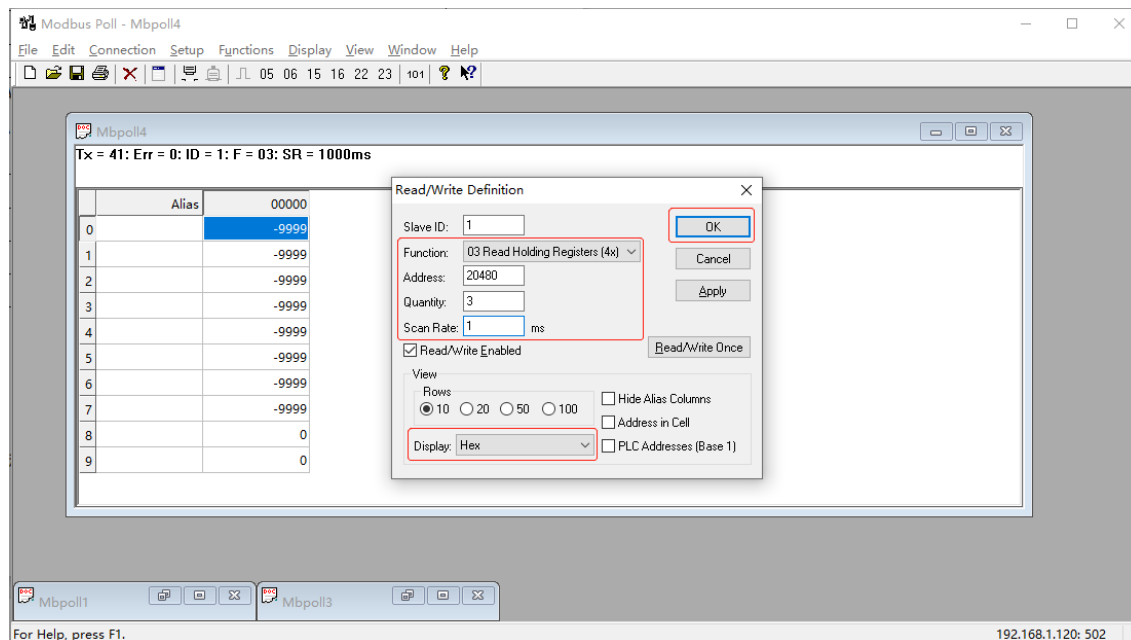 Modbus Poll - Mbpoll4
File Edit Connection Setup Functions Display View Window Help
05 06 15 16 22 23 101
Mbpoll4
Tx = 41: Err = 0: ID = 1: F = 03: SR = 1000ms
Alias 00000
0 -9999
1 -9999
2 -9999
3 -9999
4 -9999
5 -9999
6 -9999
7 -9999
8 0
9 0
Read/Write Definition
Slave ID: 1
OK
Function: 03 Read Holding Registers (4x)
Cancel
Address: 20480
Apply
Quantity: 3
Scan Rate: 1 ms
Read/Write Enabled
Read/Write Once
View
Rows
10 20 50 100
Hide Alias Columns
Address in Cell
Display: Hex
PLC Addresses (Base 1)
Mbpoll1
Mbpoll3
For Help, press F1.
192.168.1.120: 502